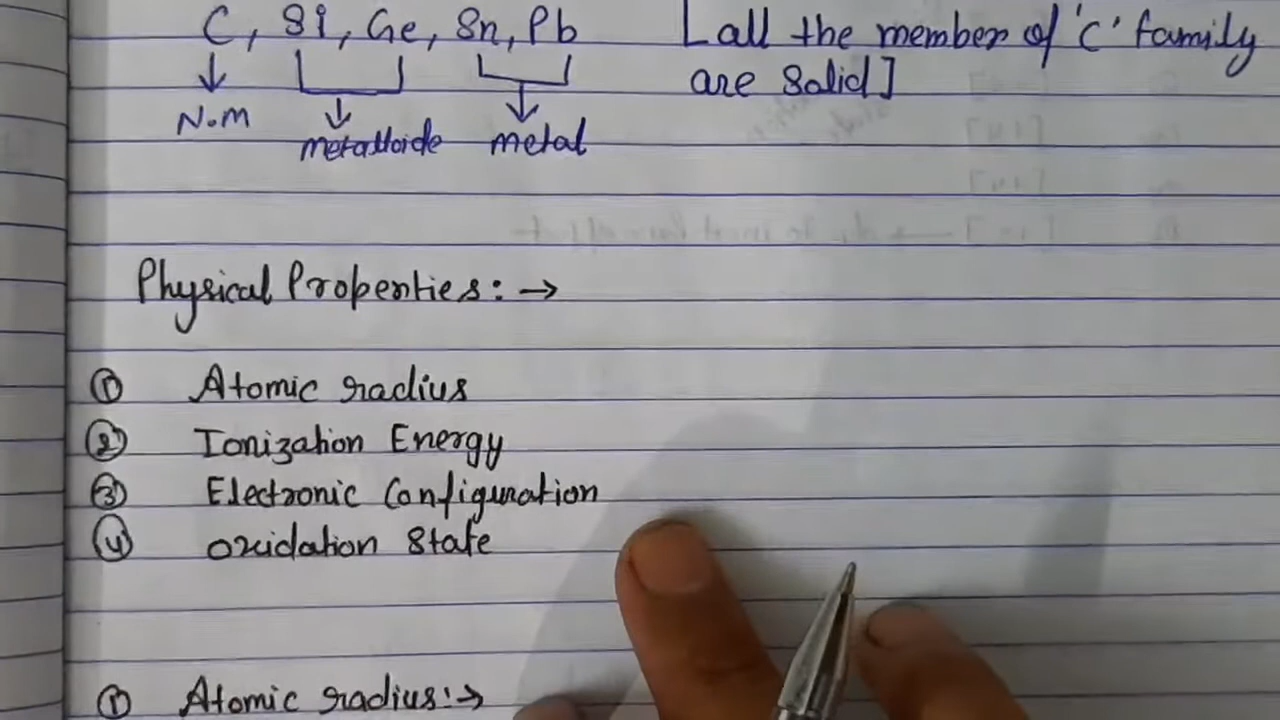 C, Si, Ge, Sn, Pb [all the member of 'C' family
are Solid]
N.M
metalloide metal
Physical Properties: →
① Atomic radius
② Ionization Energy
③ Electronic Configuration
④ oxidation State
① Atomic radius: →